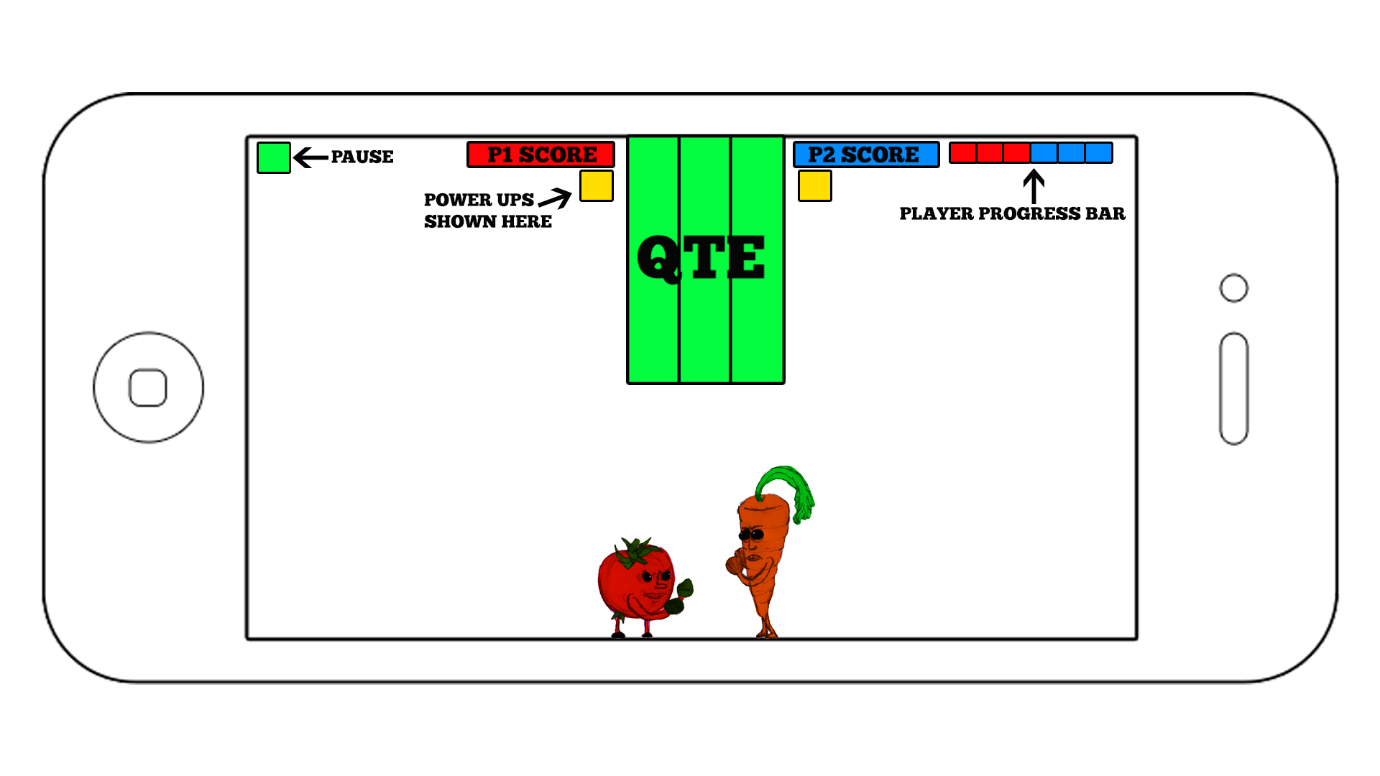 PAUSE
P1 SCORE
P2 SCORE
POWER UPS
SHOWN HERE
PLAYER PROGRESS BAR
QTE